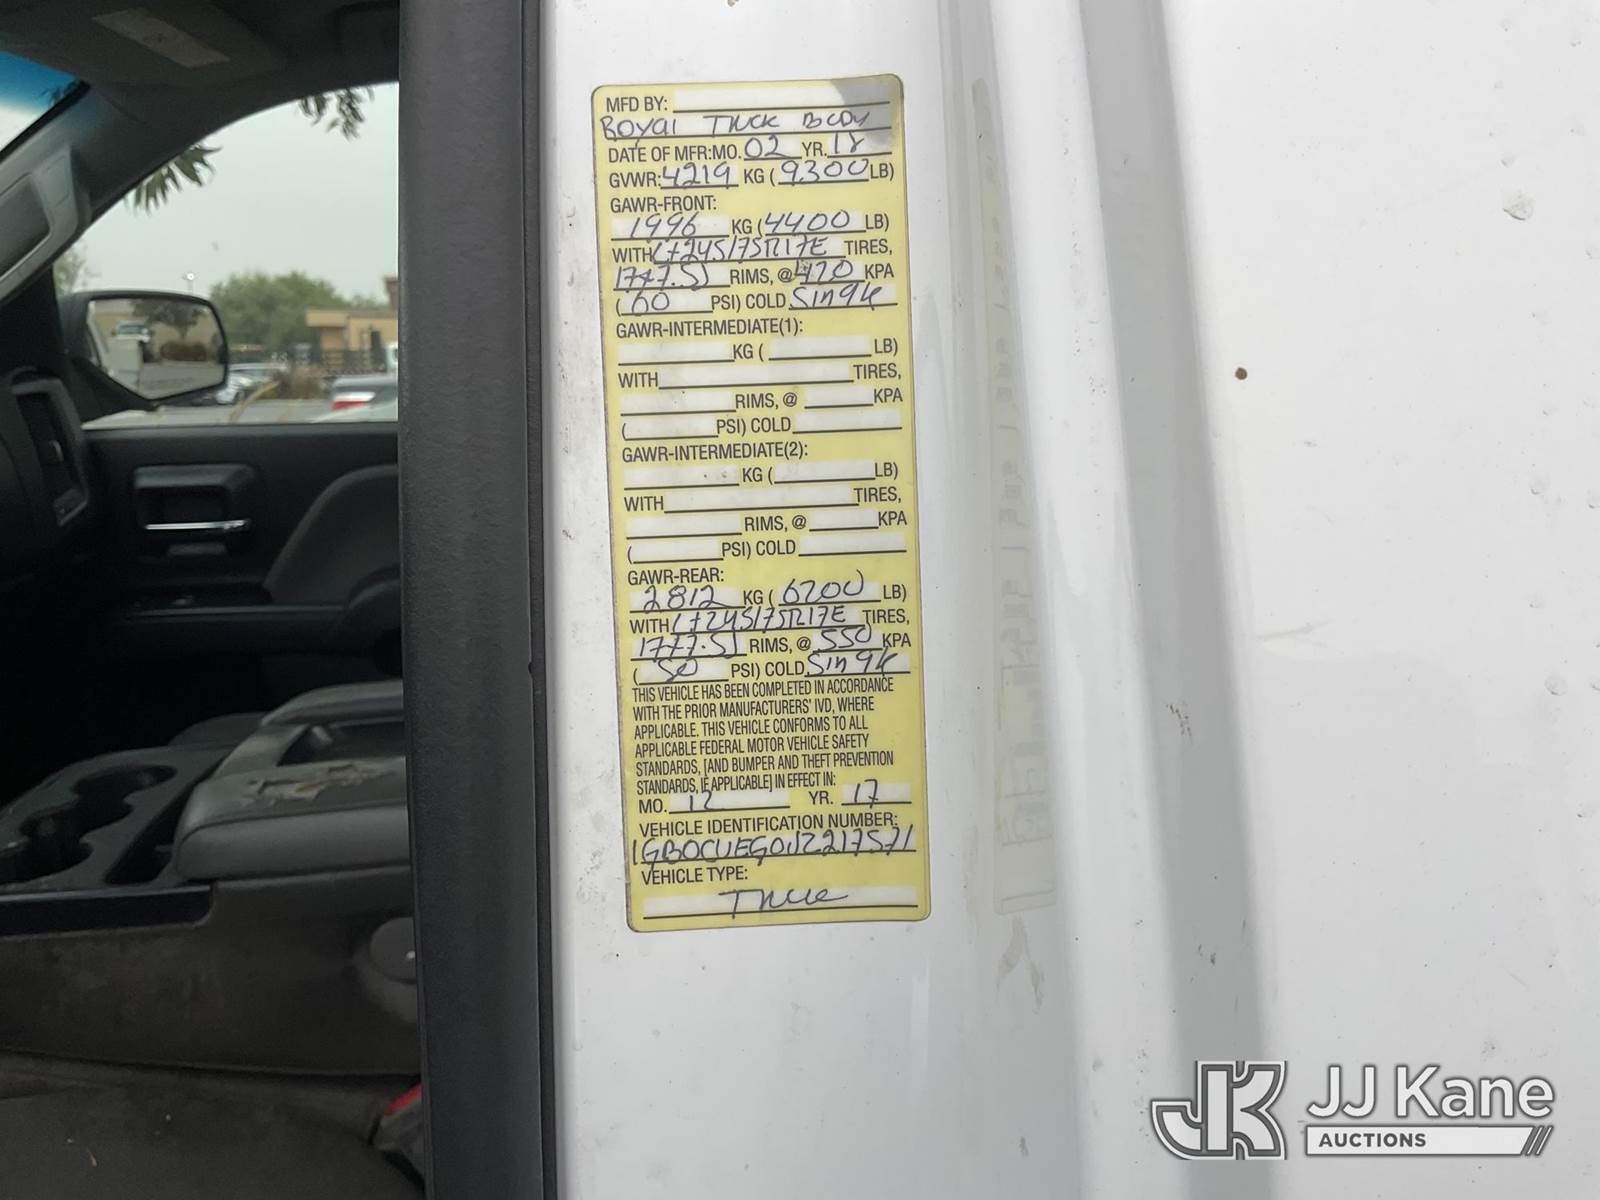 MFD BY:
Royal Truck Body
DATE OF MFR:MO. 02 YR. 18
GVWR: 4219 KG ( 9300 LB)
GAWR-FRONT:
1996 KG ( 4400 LB)
WITH LT245/75R17E TIRES,
17x7.5J RIMS, @ 410 KPA
( 60 PSI) COLD Single
GAWR-INTERMEDIATE(1):
KG ( LB)
WITH TIRES,
RIMS, @ KPA
( PSI) COLD
GAWR-INTERMEDIATE(2):
KG ( LB)
WITH TIRES,
RIMS, @ KPA
( PSI) COLD
GAWR-REAR:
2812 KG ( 6200 LB)
WITH LT245/75R17E TIRES,
17x7.5J RIMS, @ 550 KPA
( PSI) COLD Single
THIS VEHICLE HAS BEEN COMPLETED IN ACCORDANCE
WITH THE PRIOR MANUFACTURERS' IVD, WHERE
APPLICABLE. THIS VEHICLE CONFORMS TO ALL
APPLICABLE FEDERAL MOTOR VEHICLE SAFETY
STANDARDS, [AND BUMPER AND THEFT PREVENTION
STANDARDS, IF APPLICABLE] IN EFFECT IN:
MO. 12 YR. 17
VEHICLE IDENTIFICATION NUMBER:
1GB0CUEG0JZ217571
VEHICLE TYPE:
Truck
JJ Kane
AUCTIONS